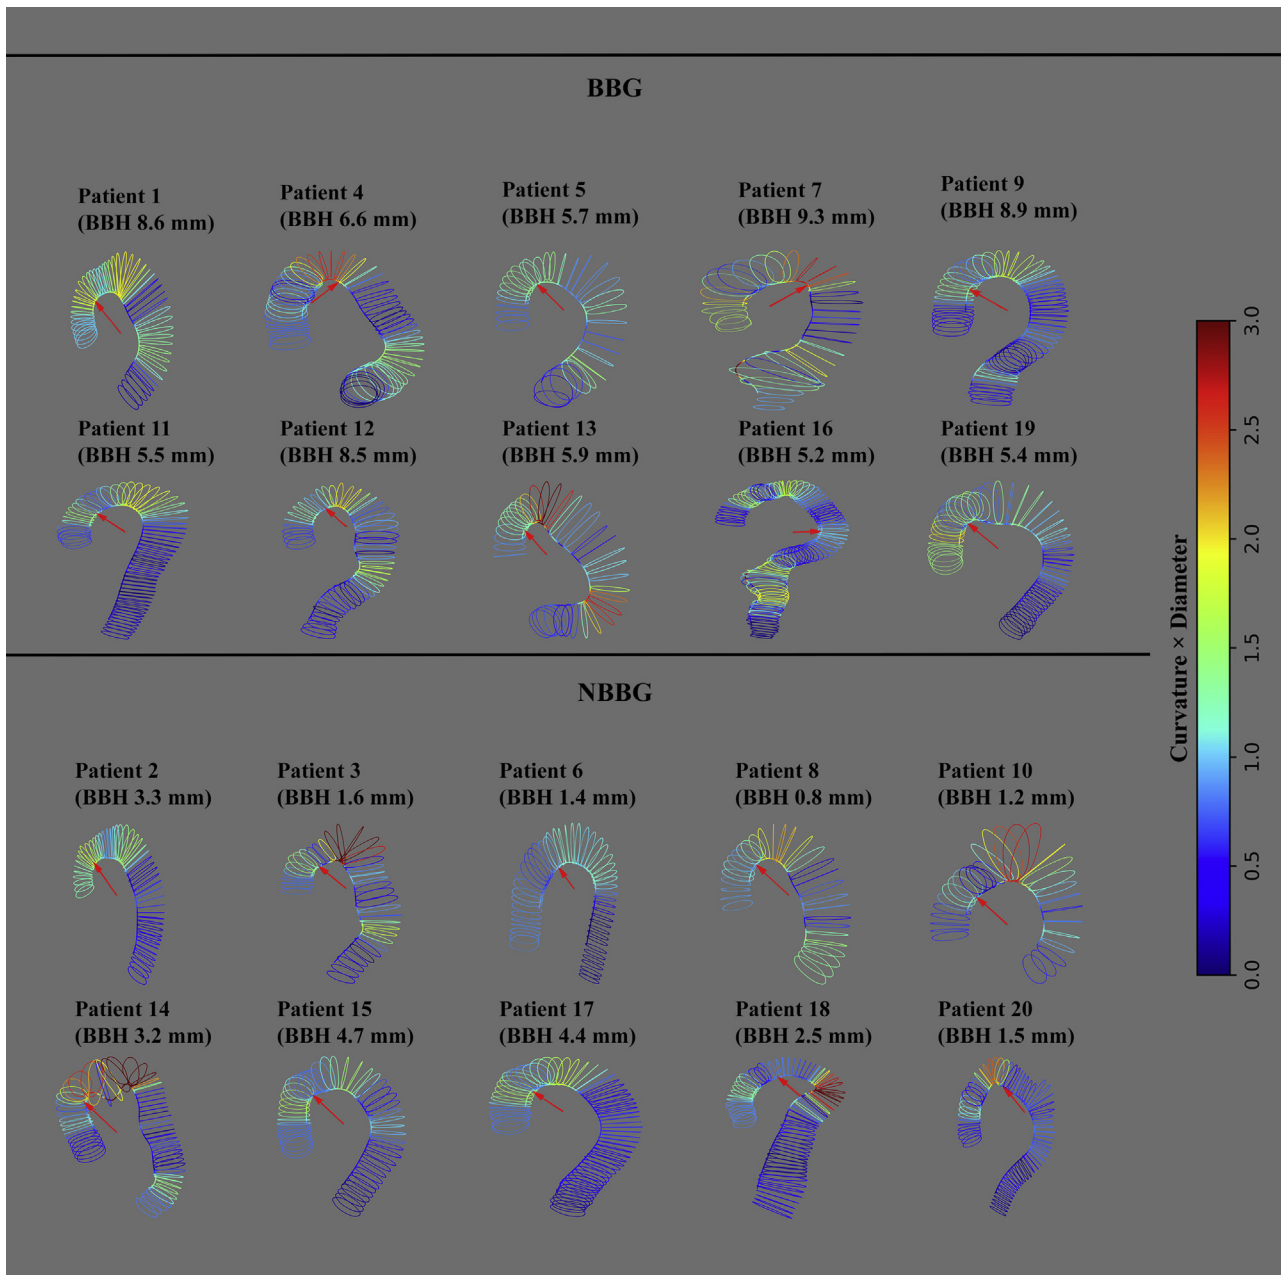 BBG
Patient 1
(BBH 8.6 mm)
Patient 4
(BBH 6.6 mm)
Patient 5
(BBH 5.7 mm)
Patient 7
(BBH 9.3 mm)
Patient 9
(BBH 8.9 mm)
Patient 11
(BBH 5.5 mm)
Patient 12
(BBH 8.5 mm)
Patient 13
(BBH 5.9 mm)
Patient 16
(BBH 5.2 mm)
Patient 19
(BBH 5.4 mm)
NBBG
Patient 2
(BBH 3.3 mm)
Patient 3
(BBH 1.6 mm)
Patient 6
(BBH 1.4 mm)
Patient 8
(BBH 0.8 mm)
Patient 10
(BBH 1.2 mm)
Patient 14
(BBH 3.2 mm)
Patient 15
(BBH 4.7 mm)
Patient 17
(BBH 4.4 mm)
Patient 18
(BBH 2.5 mm)
Patient 20
(BBH 1.5 mm)
Curvature × Diameter
3.0
2.5
2.0
1.5
1.0
0.5
0.0